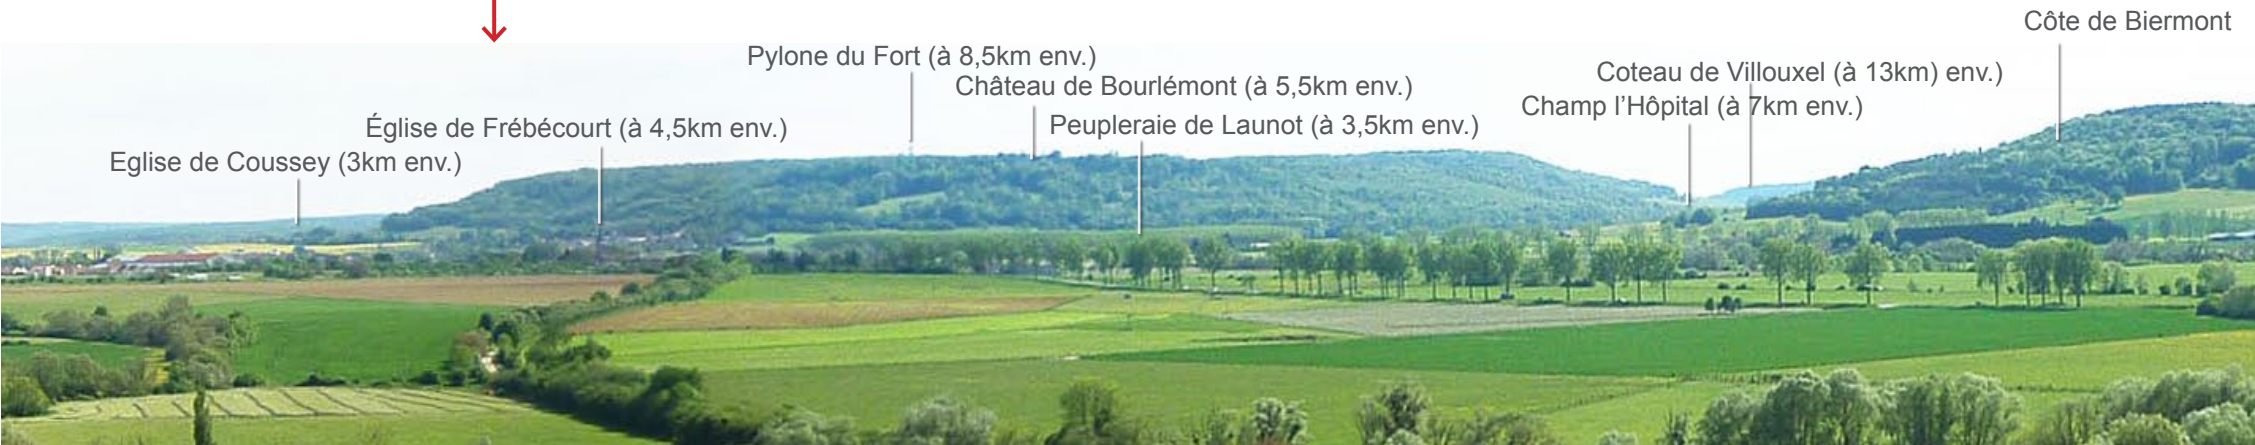 Côte de Biermont
Pylone du Fort (à 8,5km env.)
Coteau de Villouxel (à 13km) env.)
Château de Bourlémont (à 5,5km env.)
Champ l'Hôpital (à 7km env.)
Église de Frébécourt (à 4,5km env.)
Peupleraie de Launot (à 3,5km env.)
Eglise de Coussey (3km env.)